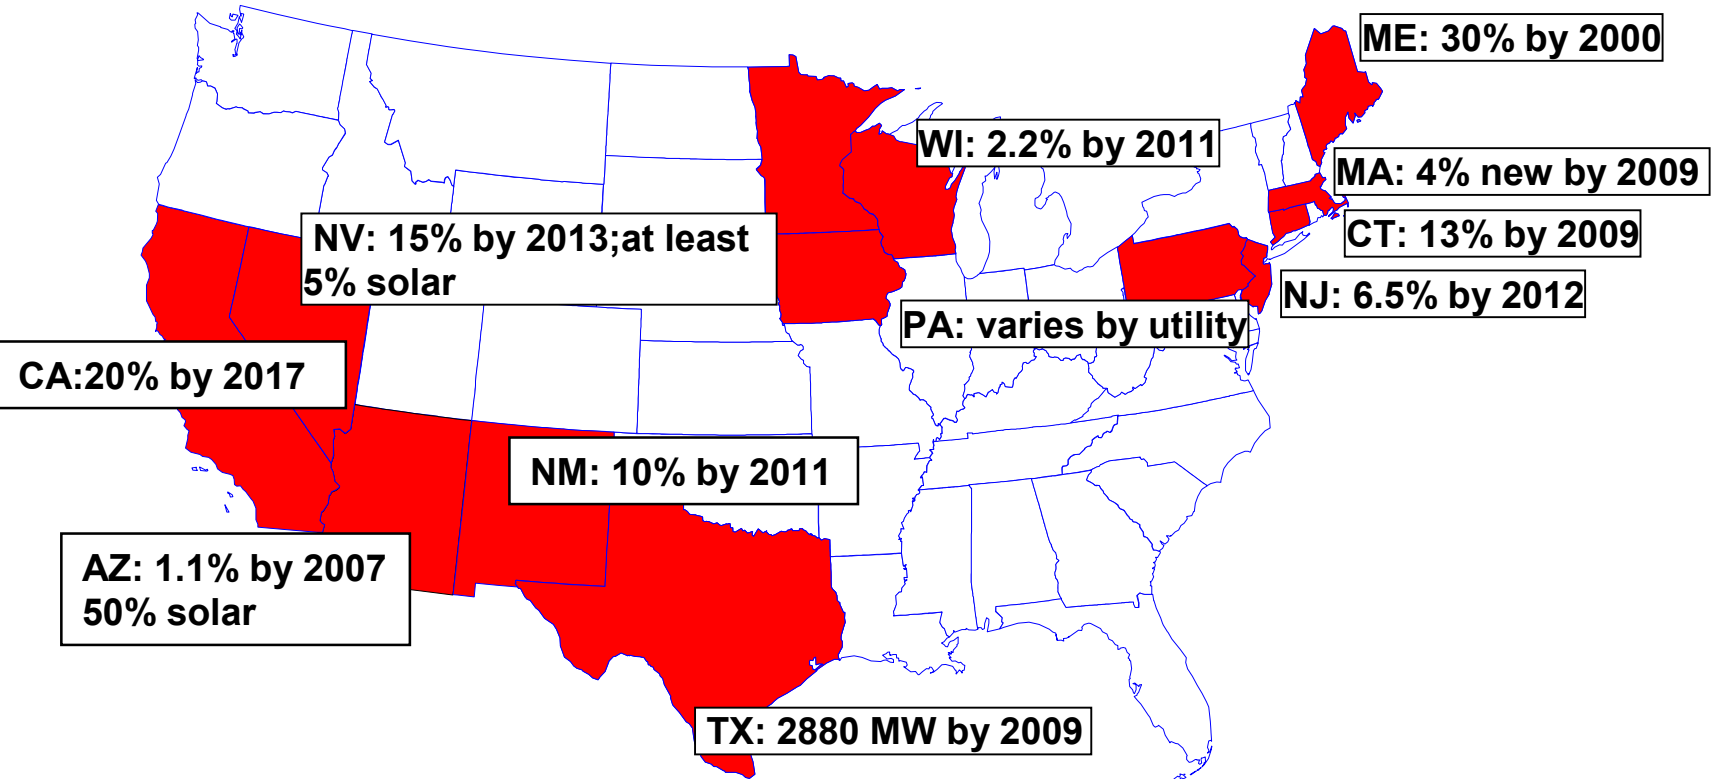 ME: 30% by 2000
WI: 2.2% by 2011
MA: 4% new by 2009
CT: 13% by 2009
NV: 15% by 2013;at least
5% solar
NJ: 6.5% by 2012
PA: varies by utility
CA:20% by 2017
NM: 10% by 2011
AZ: 1.1% by 2007
50% solar
TX: 2880 MW by 2009